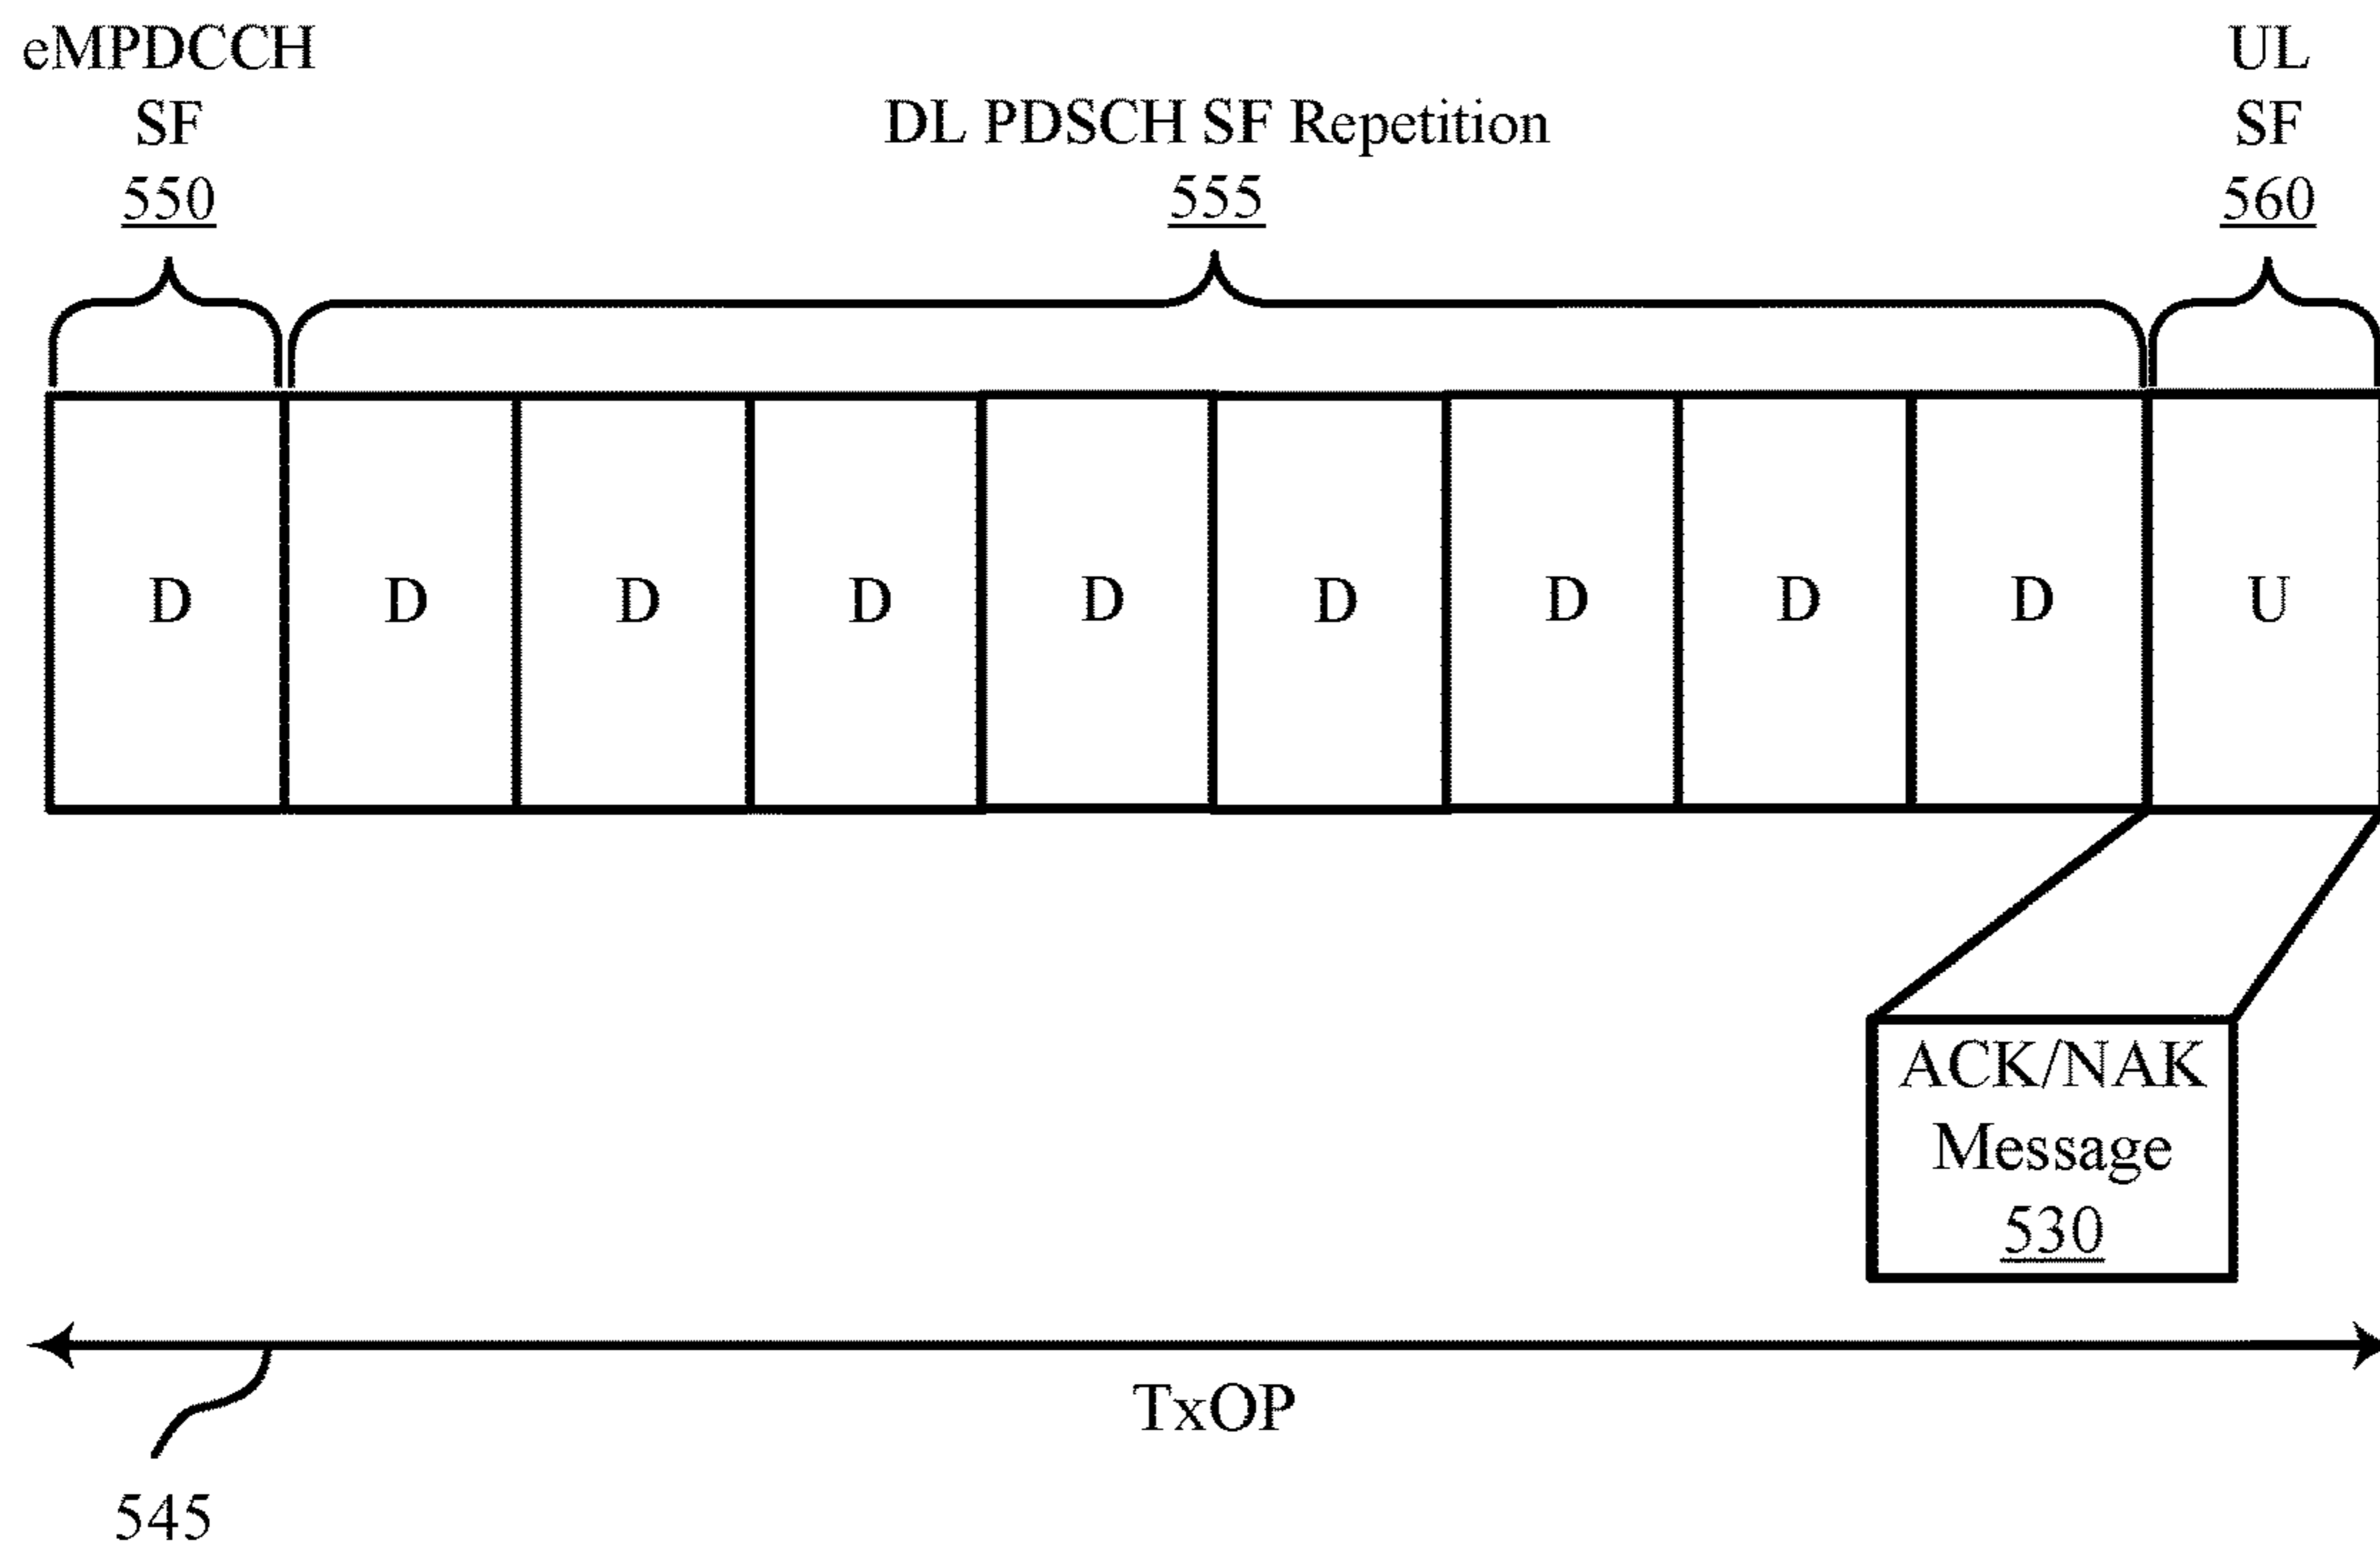 eMPDCCH
SF
550
DL PDSCH SF Repetition
555
UL
SF
560
D
D
D
D
D
D
D
D
D
U
ACK/NAK
Message
530
TxOP
545